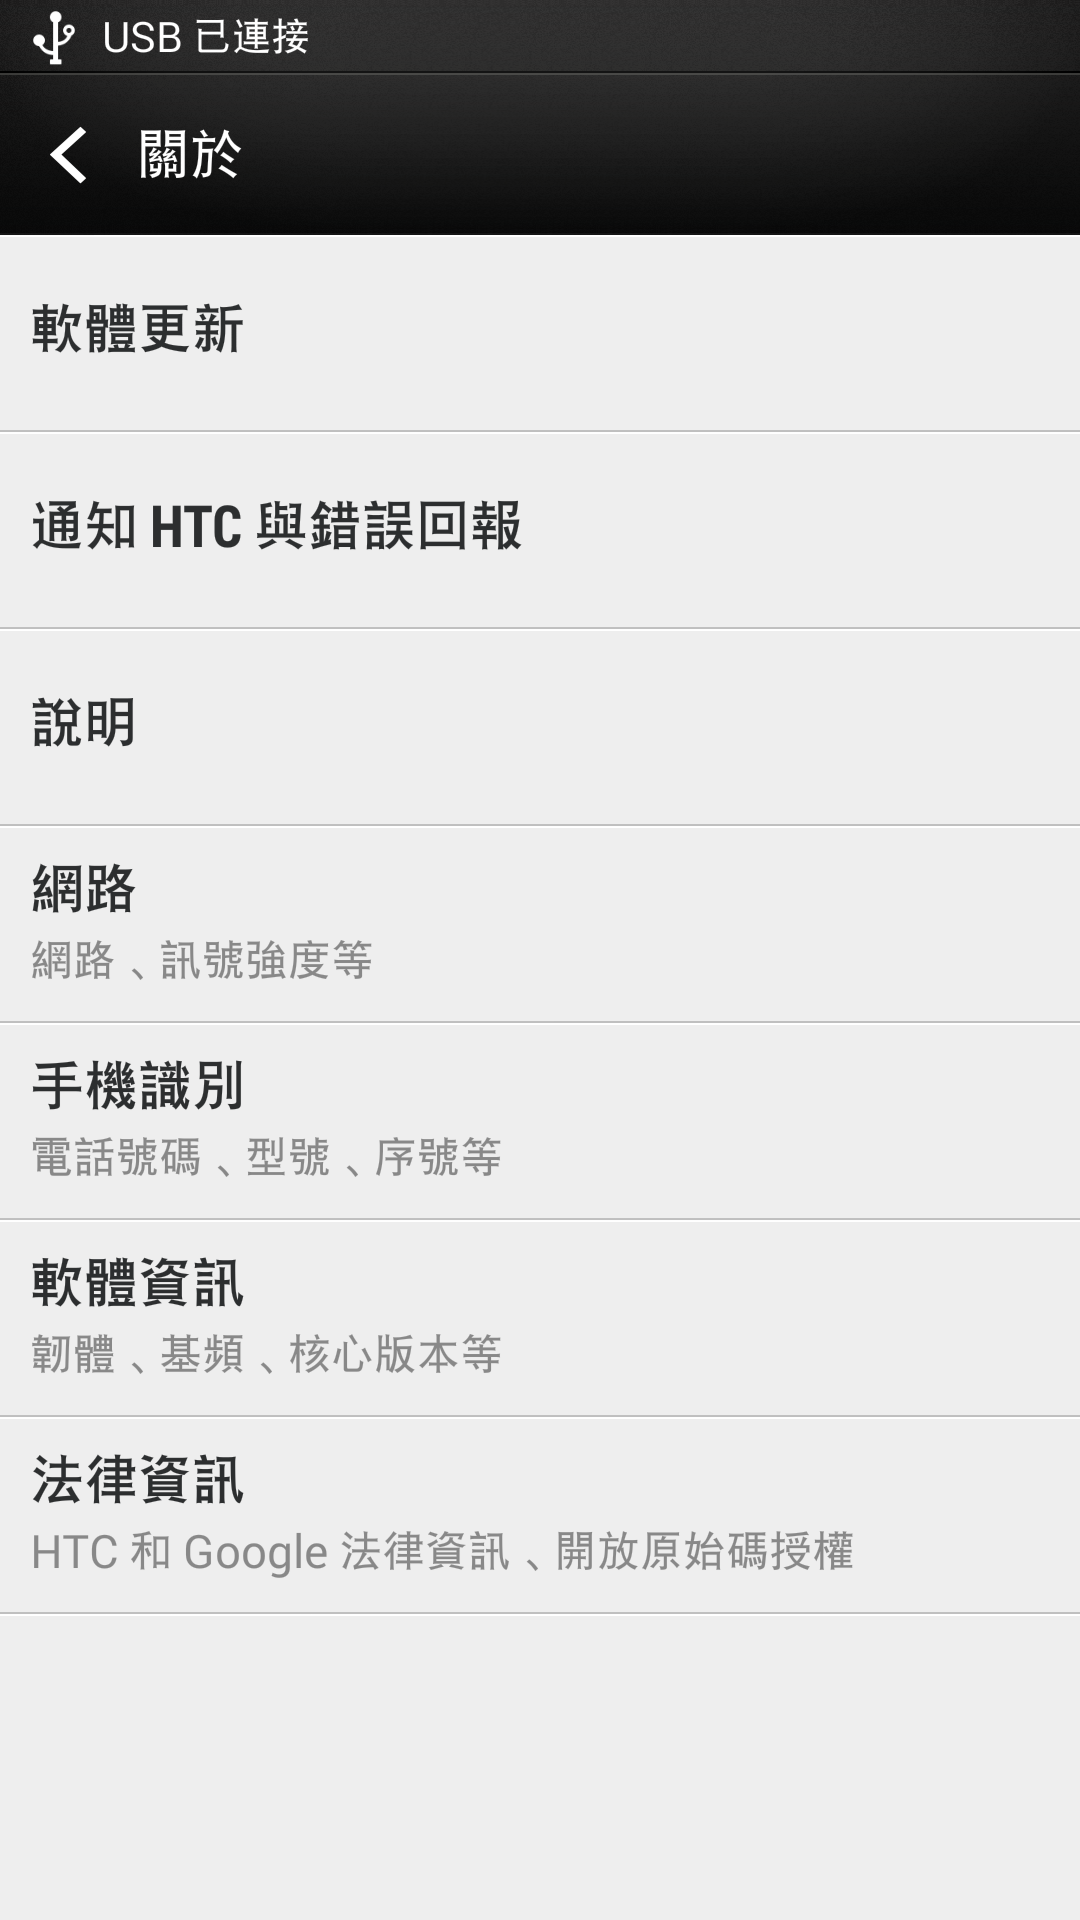 USB 已連接
關於
軟體更新
通知 HTC 與錯誤回報
說明
網路
網路、訊號強度等
手機識別
電話號碼、型號、序號等
軟體資訊
韌體、基頻、核心版本等
法律資訊
HTC 和 Google 法律資訊、開放原始碼授權